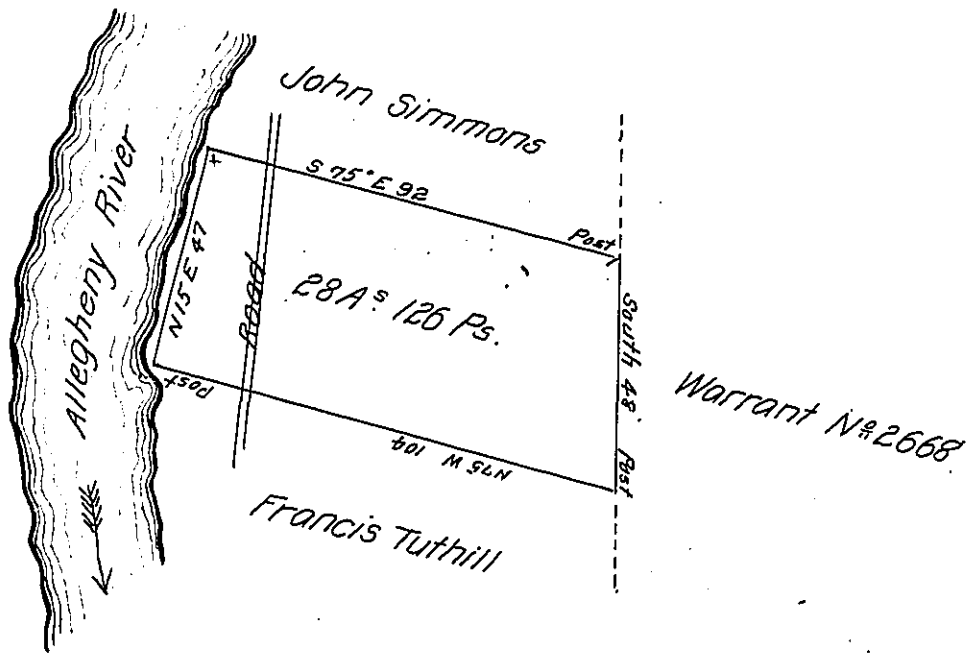 John Simmons
Allegheny River
+
S 75° E 92
Post
N 15 E 47
Road
28 As. 126 Ps.
South 48
Warrant No. 2668
Post
N 75 W 104
Post
Francis Tuthill